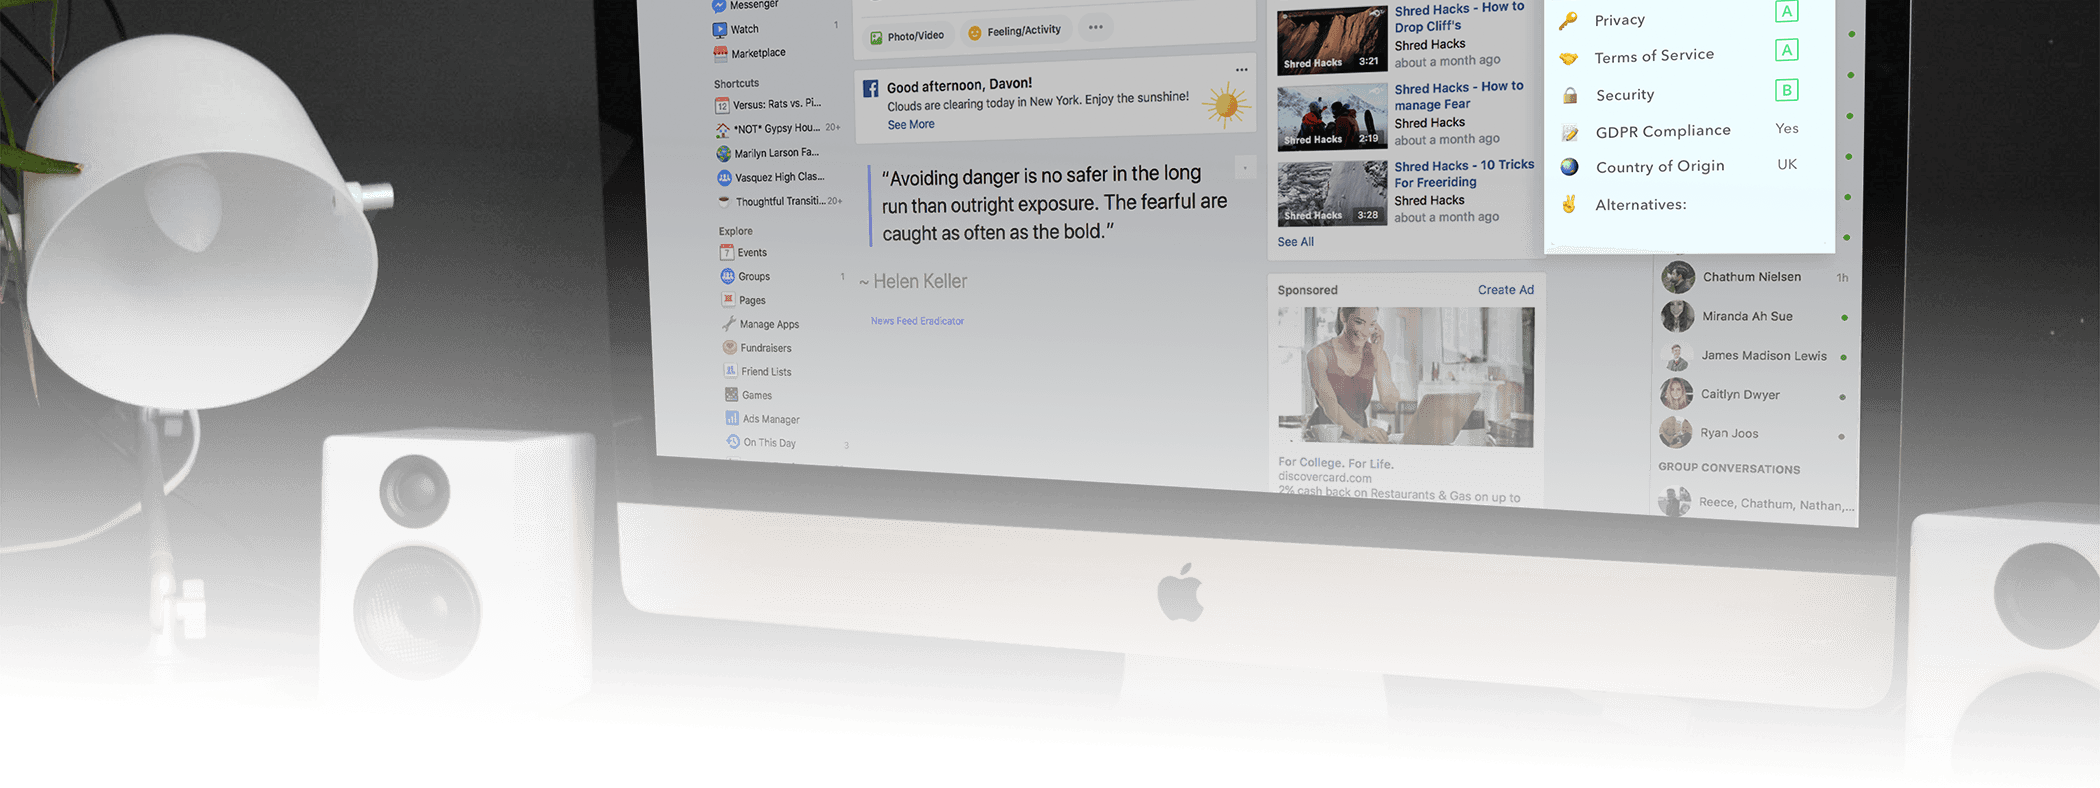 Messenger
Watch 1
Marketplace
Shortcuts
12 Versus: Rats vs. Pi...
*NOT* Gypsy Hou... 20+
Marilyn Larson Fa...
Vasquez High Clas...
Thoughtful Transiti... 20+
Explore
7 Events
Groups 1
Pages
Manage Apps
Fundraisers
Friend Lists
Games
Ads Manager
On This Day 3
Photo/Video
Feeling/Activity
Good afternoon, Davon!
Clouds are clearing today in New York. Enjoy the sunshine!
See More
“Avoiding danger is no safer in the long
run than outright exposure. The fearful are
caught as often as the bold.”
~ Helen Keller
News Feed Eradicator
Shred Hacks 3:21
Shred Hacks - How to
Drop Cliff's
Shred Hacks
about a month ago
Shred Hacks 2:19
Shred Hacks - How to
manage Fear
Shred Hacks
about a month ago
Shred Hacks 3:28
Shred Hacks - 10 Tricks
For Freeriding
Shred Hacks
about a month ago
See All
Sponsored Create Ad
For College. For Life.
discovercard.com
2% cash back on Restaurants & Gas on up to
Privacy A
Terms of Service A
Security B
GDPR Compliance Yes
Country of Origin UK
Alternatives:
Chathum Nielsen 1h
Miranda Ah Sue
James Madison Lewis
Caitlyn Dwyer
Ryan Joos
GROUP CONVERSATIONS
Reece, Chathum, Nathan,...